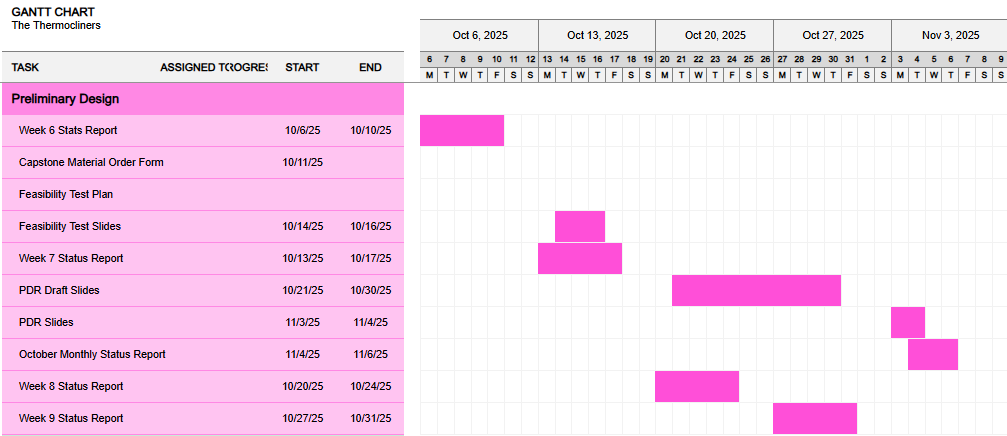 GANTT CHART
The Thermocliners
Oct 6, 2025 Oct 13, 2025 Oct 20, 2025 Oct 27, 2025 Nov 3, 2025
TASK ASSIGNED TO ROGRES START END 6 7 8 9 10 11 12 13 14 15 16 17 18 19 20 21 22 23 24 25 26 27 28 29 30 31 1 2 3 4 5 6 7 8 9
M T W T F S S M T W T F S S M T W T F S S M T W T F S S M T W T F S S
Preliminary Design
Week 6 Stats Report 10/6/25 10/10/25
Capstone Material Order Form 10/11/25
Feasibility Test Plan
Feasibility Test Slides 10/14/25 10/16/25
Week 7 Status Report 10/13/25 10/17/25
PDR Draft Slides 10/21/25 10/30/25
PDR Slides 11/3/25 11/4/25
October Monthly Status Report 11/4/25 11/6/25
Week 8 Status Report 10/20/25 10/24/25
Week 9 Status Report 10/27/25 10/31/25